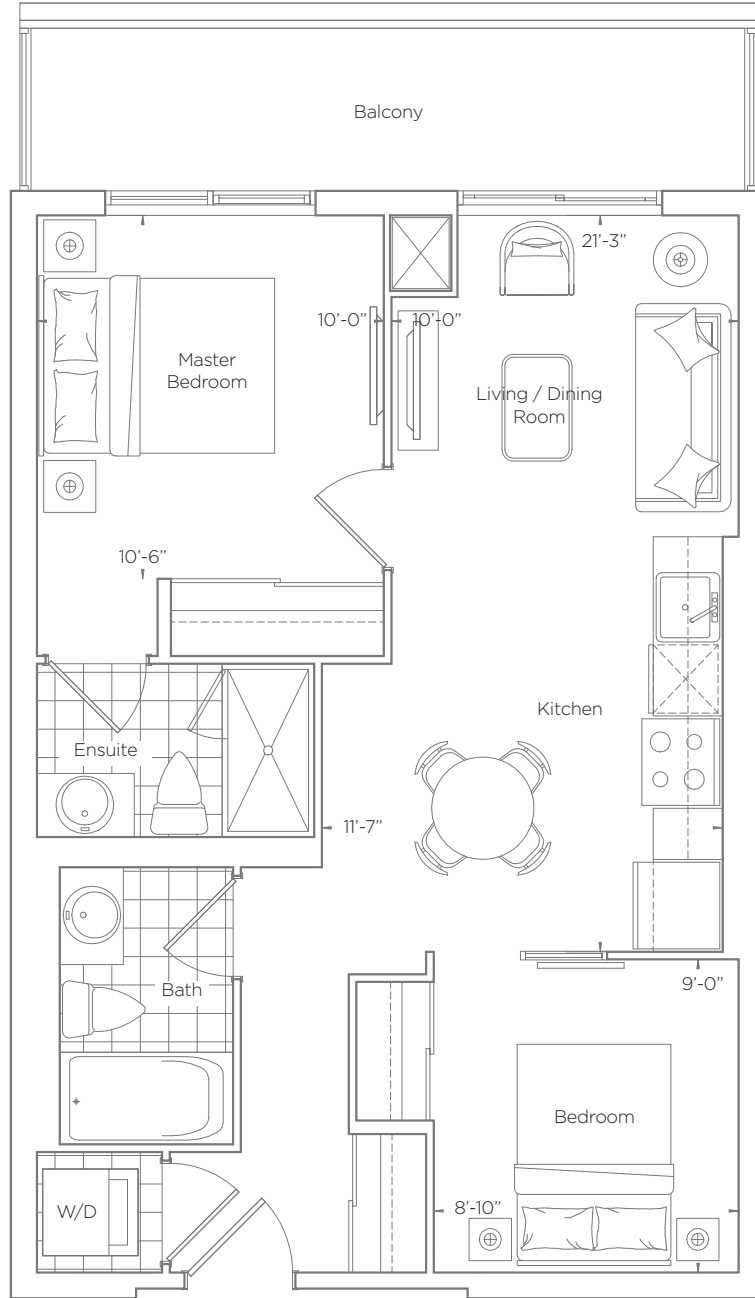 Balcony
21’-3”
10’-0”
10’-0”
Master
Bedroom
Living / Dining
Room
10’-6”
Kitchen
Ensuite
11’-7”
9’-0”
Bath
Bedroom
8’-10”
W/D